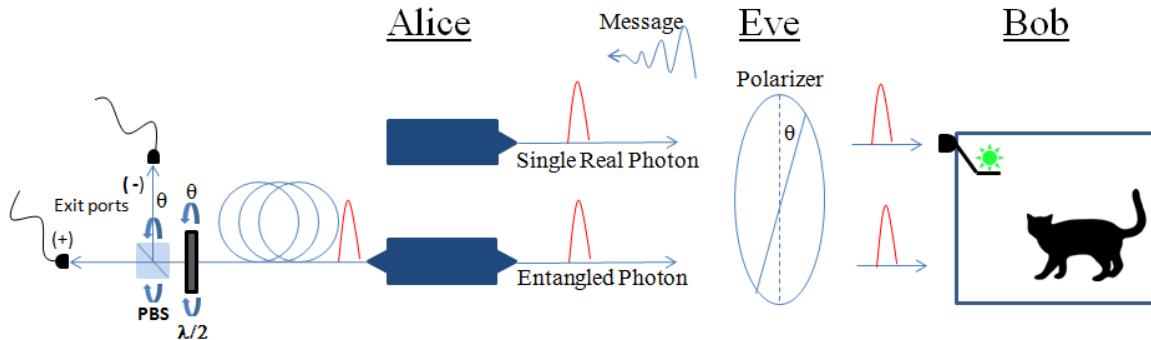 Alice
Message
Eve
Bob
Polarizer
θ
Single Real Photon
(-)
θ
θ
Exit ports
(+)
Entangled Photon
PBS
λ/2